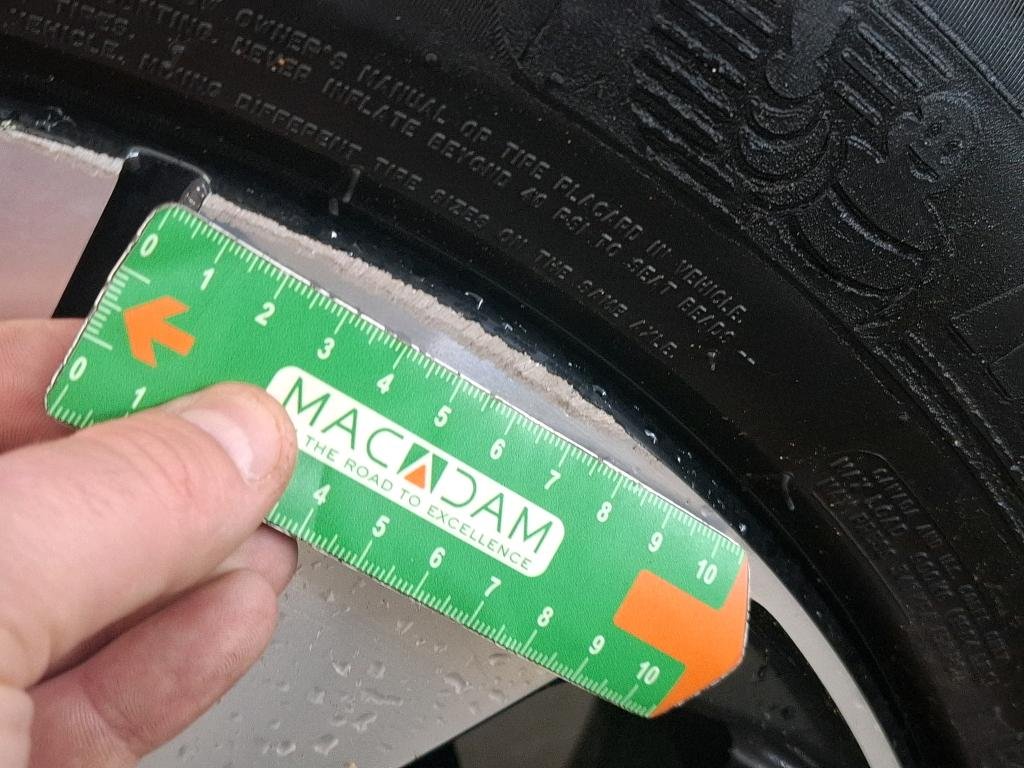 OWNER'S MANUAL OR TIRE PLACARD IN VEHICLE.
NEVER INFLATE BEYOND 40 PSI TO SEAT BEADS --
TIRES.
VEHICLE. MIXING DIFFERENT TIRE SIZES ON THE SAME AXLE.
0 1 2 3 4 5 6 7 8 9 10
MACADAM
THE ROAD TO EXCELLENCE
0 1 4 5 6 7 8 9 10